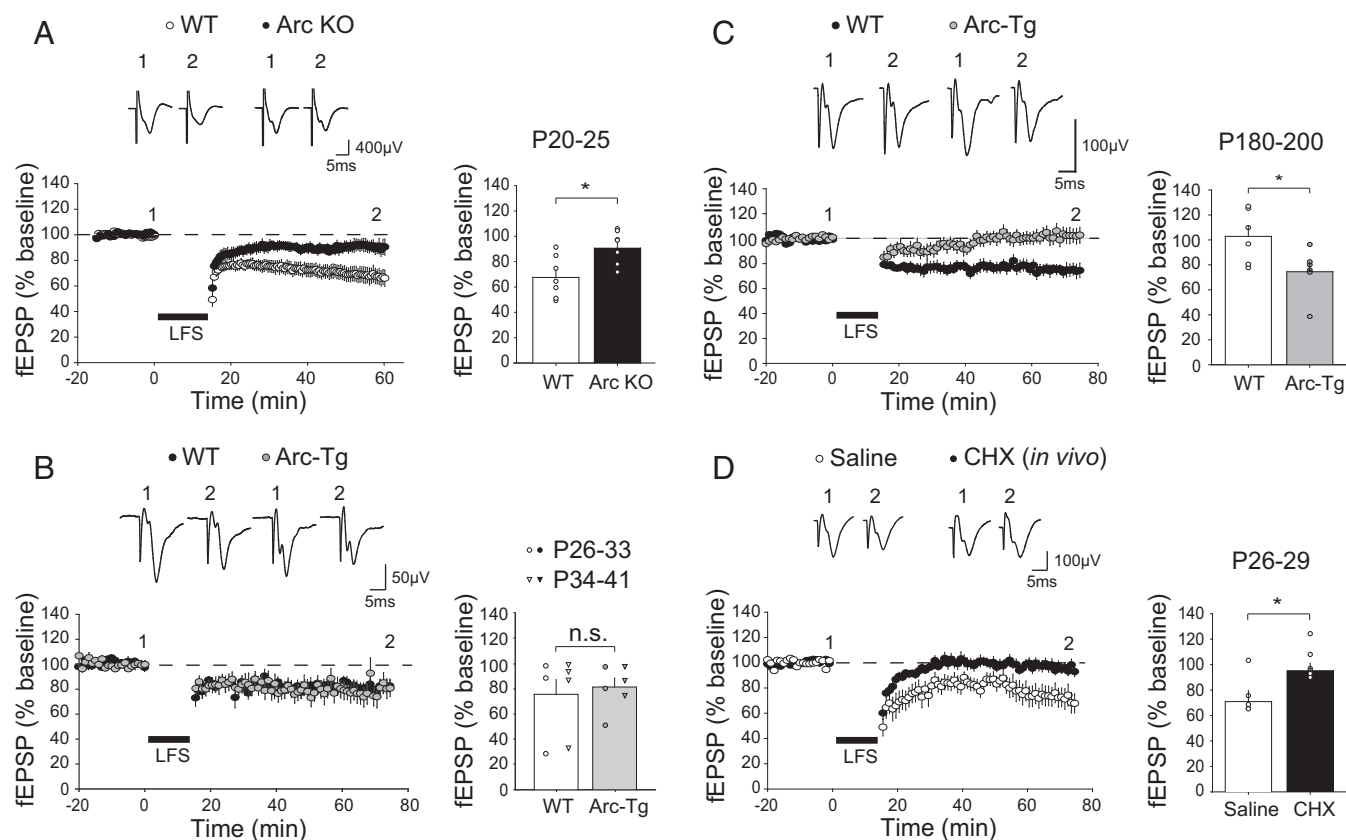 A
WT Arc KO
1 2 1 2
400µV
5ms
P20-25
fEPSP (% baseline)
140
120
100
80
60
40
20
0
1 2
LFS
-20 0 20 40 60
Time (min)
fEPSP (% baseline)
140
120
100
80
60
40
20
0
*
WT Arc KO
C
WT Arc-Tg
1 2 1 2
100µV
5ms
P180-200
fEPSP (% baseline)
140
120
100
80
60
40
20
0
1 2
LFS
-20 0 20 40 60 80
Time (min)
fEPSP (% baseline)
140
120
100
80
60
40
20
0
*
WT Arc-Tg
B
WT Arc-Tg
1 2 1 2
50µV
5ms
P26-33
P34-41
fEPSP (% baseline)
140
120
100
80
60
40
20
0
1 2
LFS
-20 0 20 40 60 80
Time (min)
fEPSP (% baseline)
140
120
100
80
60
40
20
0
n.s.
WT Arc-Tg
D
Saline CHX (in vivo)
1 2 1 2
100µV
5ms
P26-29
fEPSP (% baseline)
140
120
100
80
60
40
20
0
1 2
LFS
-20 0 20 40 60 80
Time (min)
fEPSP (% baseline)
140
120
100
80
60
40
20
0
*
Saline CHX